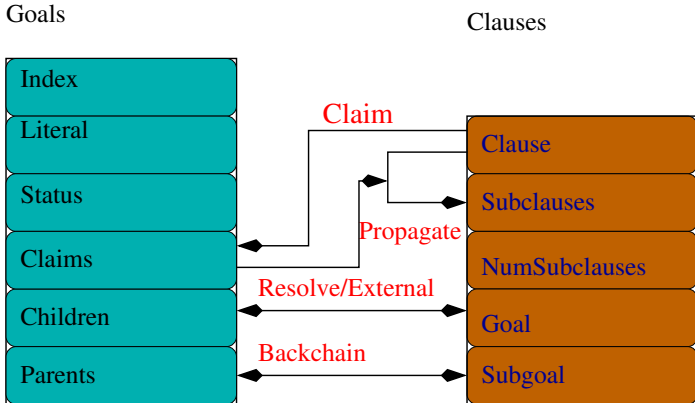 Goals
Clauses
Index
Literal
Claim
Clause
Status
Subclauses
Propagate
Claims
NumSubclauses
Resolve/External
Children
Goal
Backchain
Parents
Subgoal